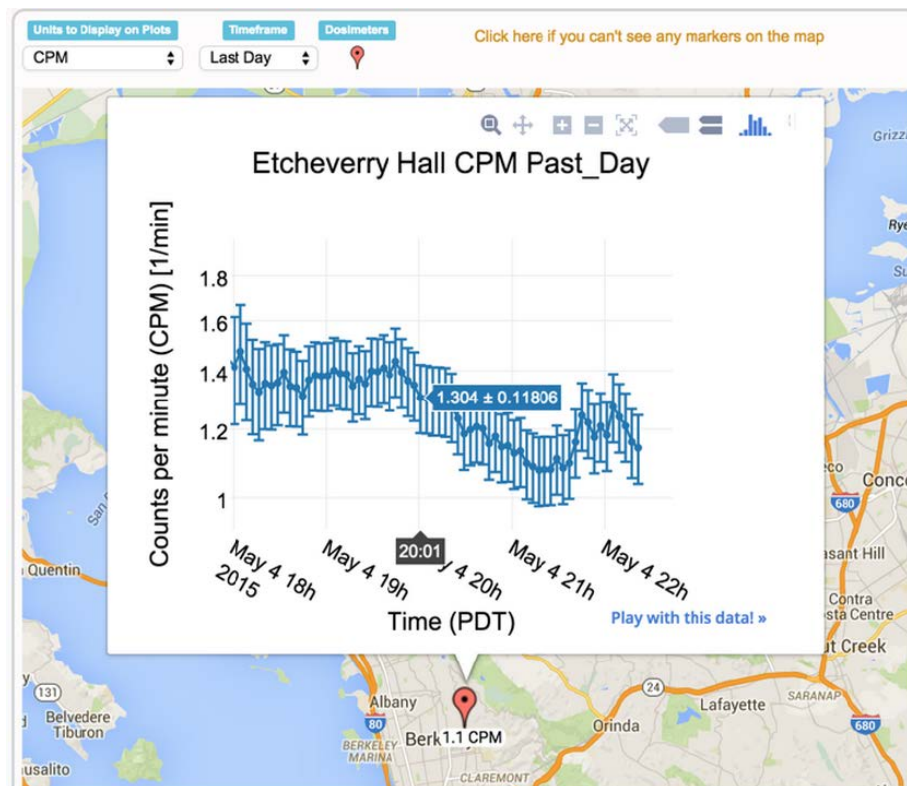 Units to Display on Plots
Timeframe
Dosimeters
CPM
Last Day
Click here if you can't see any markers on the map
Etcheverry Hall CPM Past_Day
Counts per minute (CPM) [1/min]
1.8
1.6
1.4
1.2
1
1.304 ± 0.11806
20:01
May 4 18h
2015
May 4 19h
4 20h
May 4 21h
May 4 22h
Time (PDT)
Play with this data! »
Grizz
Rye
Su
San
Quentin
eco
Conc
680
asant Hill
Contra
sta Centre
ut Creek
131
Belvedere
Tiburon
usalito
Albany
80
Berk
1.1 CPM
BERKELEY
MARINA
CLAREMONT
Orinda
24
Lafayette
SARANAP
680